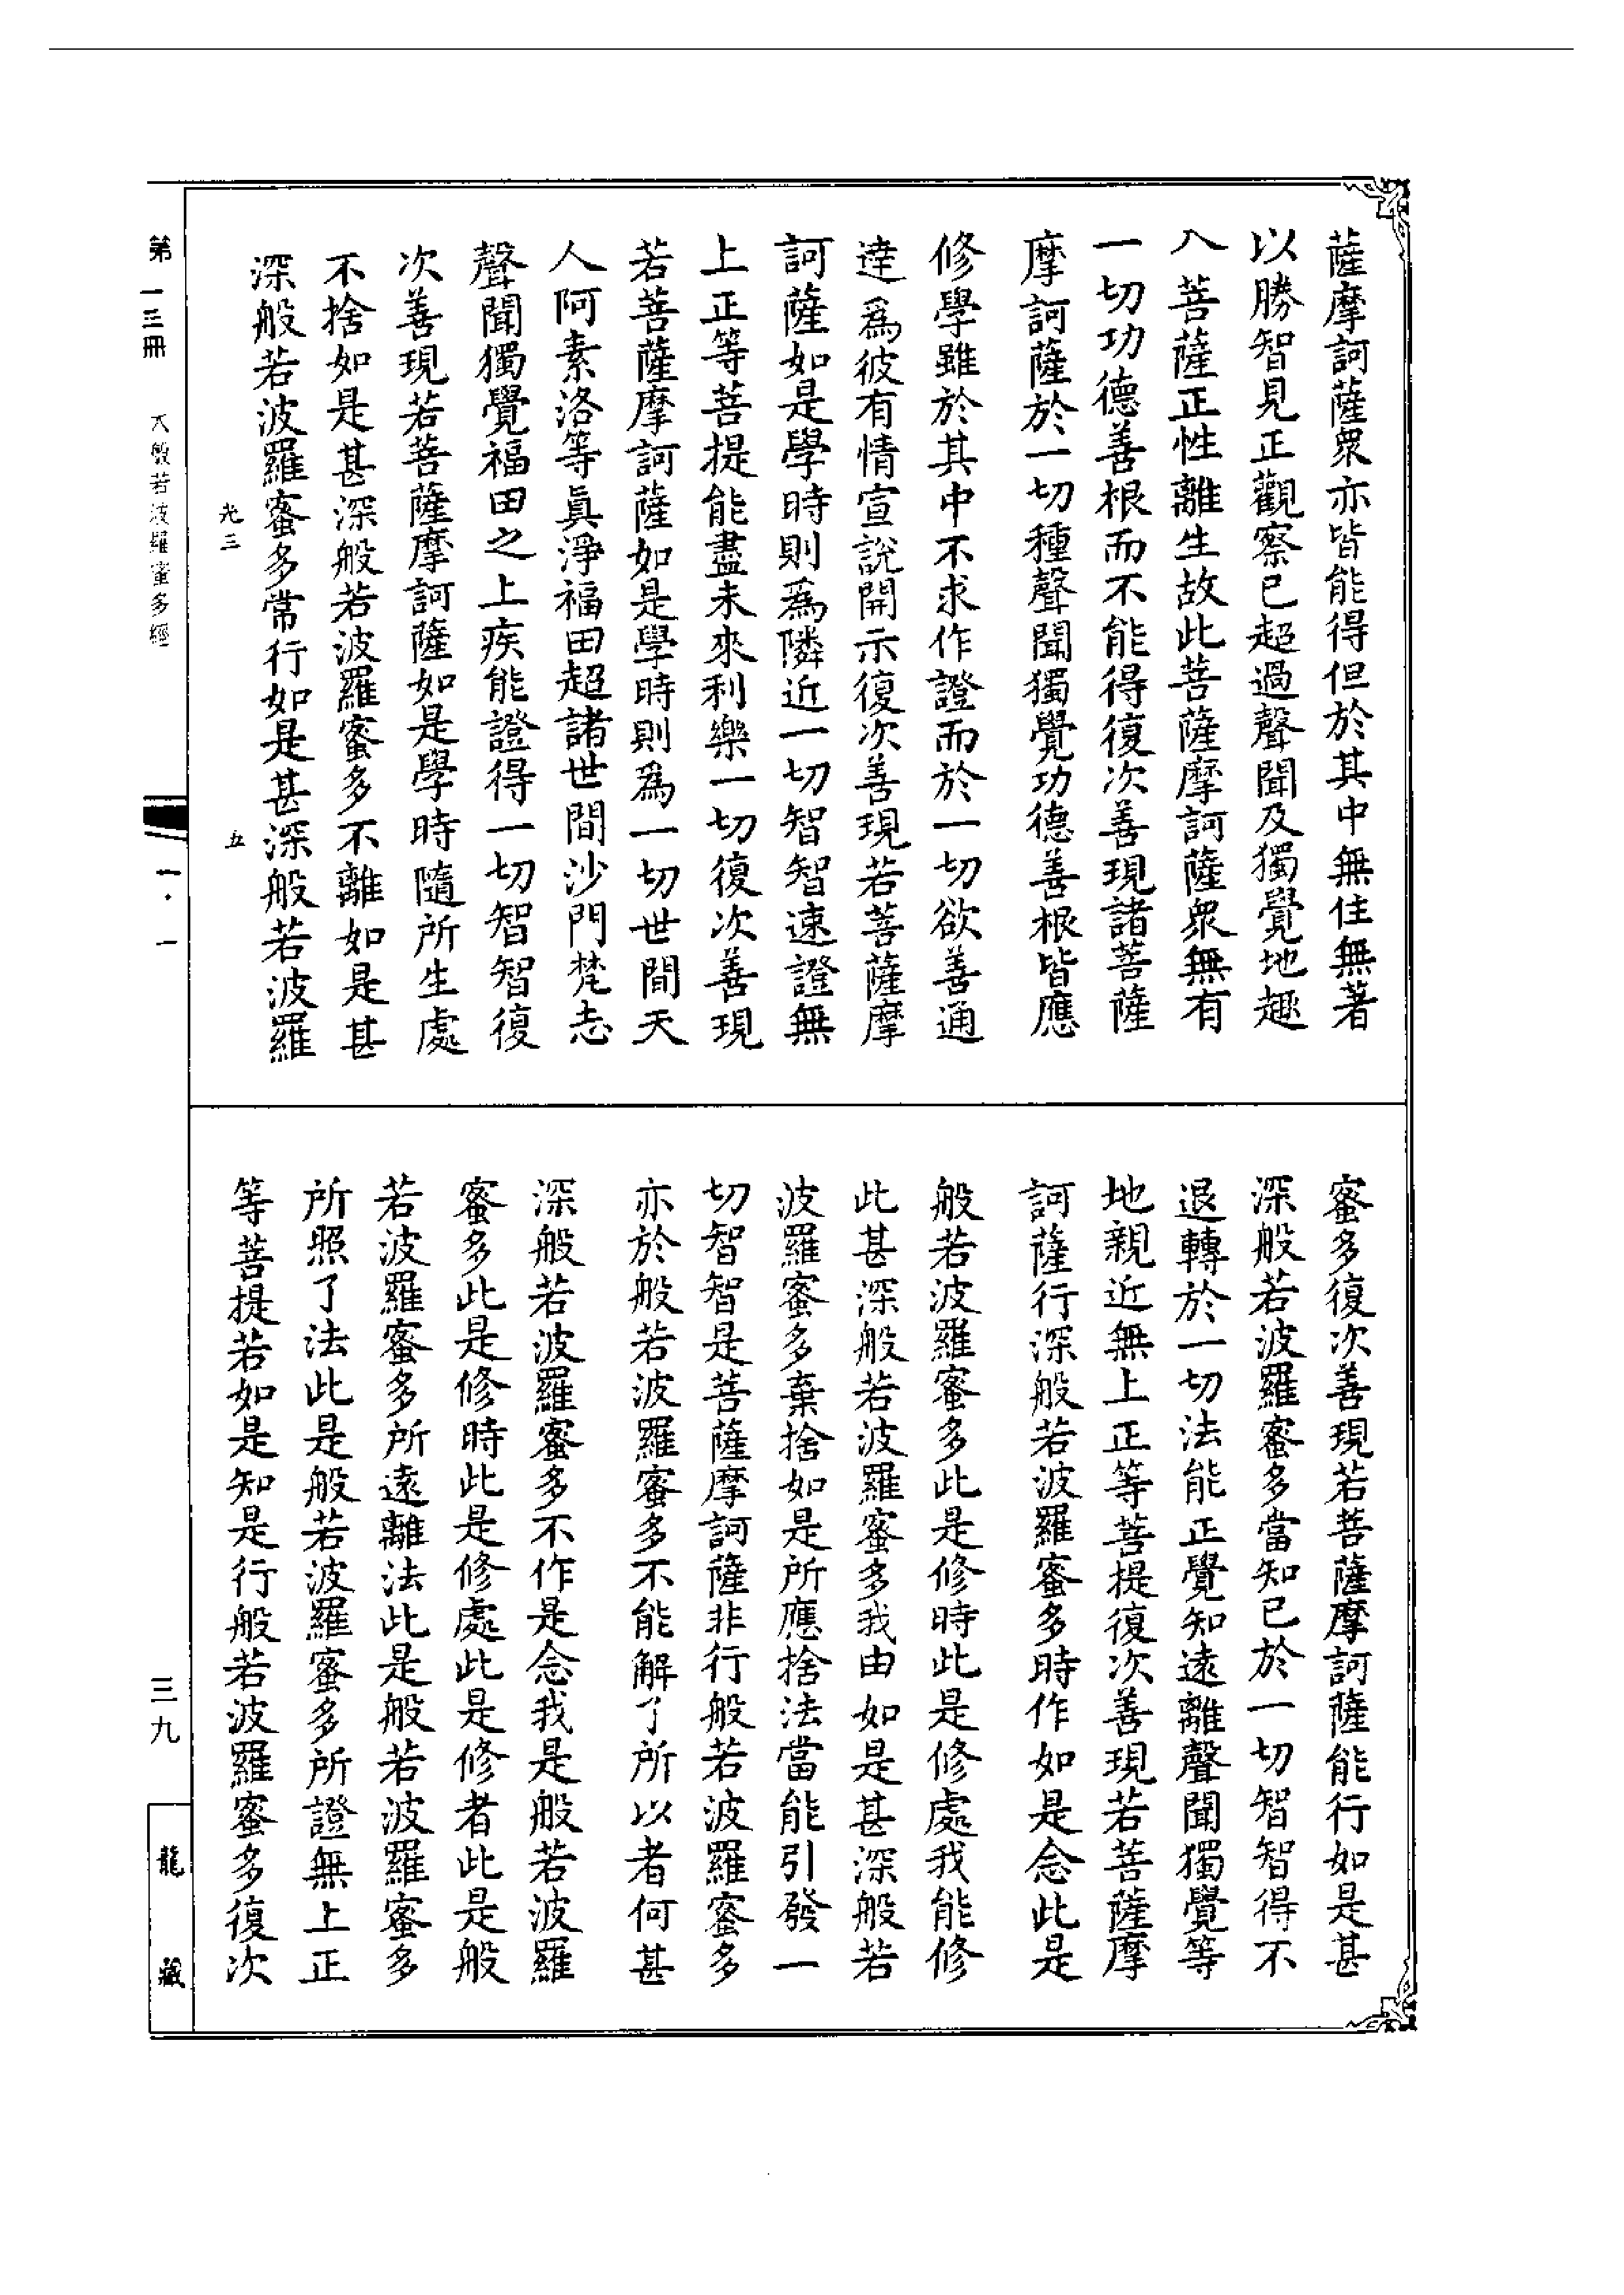 薩摩訶薩衆亦皆能得但於其中無住無著
以勝智見正觀察已超過聲聞及獨覺地趣
入菩薩正性離生故此菩薩摩訶薩衆無有
一切功德善根而不能得復次善現諸菩薩
摩訶薩於一切種聲聞獨覺功德善根皆應
修學雖於其中不求作證而於一切欲善通
達爲彼有情宣說開示復次善現若菩薩摩
訶薩如是學時則爲隣近一切智智速證無
上正等菩提能盡未來利樂一切復次善現
若菩薩摩訶薩如是學時則爲一切世間天
人阿素洛等眞淨福田超諸世間沙門梵志
聲聞獨覺福田之上疾能證得一切智智復
次善現若菩薩摩訶薩如是學時隨所生處
不捨如是甚深般若波羅蜜多不離如是甚
深般若波羅蜜多常行如是甚深般若波羅
光三 五
蜜多復次善現若菩薩摩訶薩能行如是甚
深般若波羅蜜多當知已於一切智智得不
退轉於一切法能正覺知遠離聲聞獨覺等
地親近無上正等菩提復次善現若菩薩摩
訶薩行深般若波羅蜜多時作如是念此是
般若波羅蜜多此是修時此是修處我能修
此甚深般若波羅蜜多我由如是甚深般若
波羅蜜多棄捨如是所應捨法當能引發一
切智智是菩薩摩訶薩非行般若波羅蜜多
亦於般若波羅蜜多不能解了所以者何甚
深般若波羅蜜多不作是念我是般若波羅
蜜多此是修時此是修處此是修者此是般
若波羅蜜多所遠離法此是般若波羅蜜多
所照了法此是般若波羅蜜多所證無上正
等菩提若如是知是行般若波羅蜜多復次
第一三冊 大般若波羅蜜多經 一·一 三九 龍藏